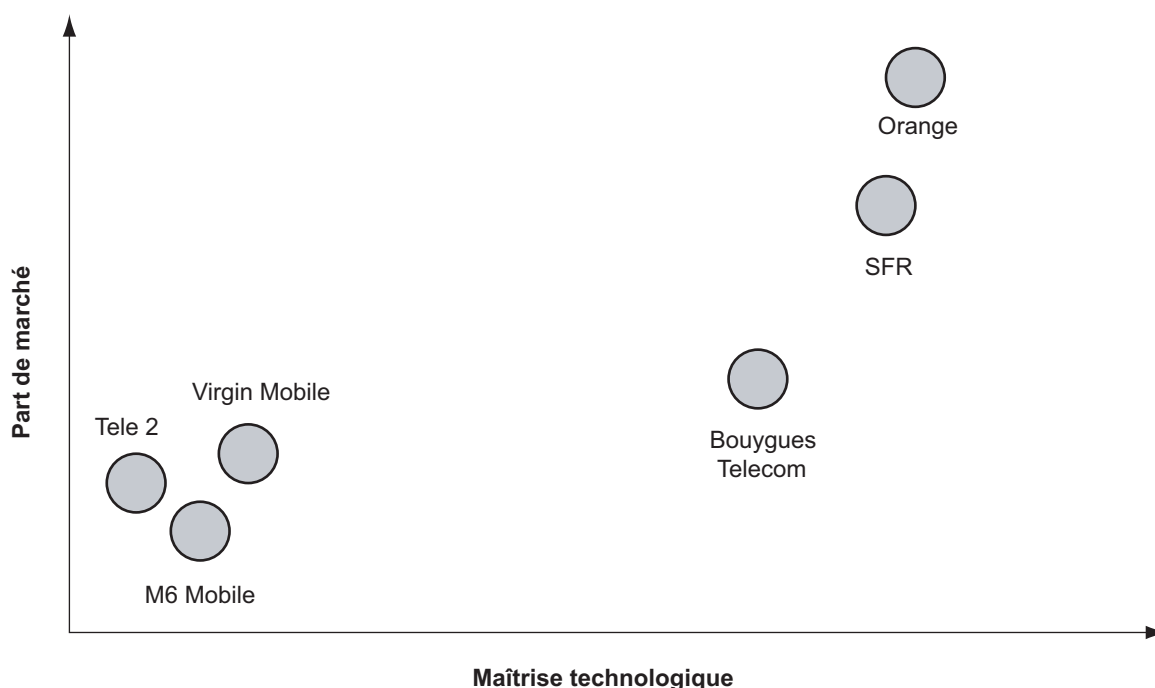 Orange
SFR
Part de marché
Virgin Mobile
Tele 2
Bouygues
Telecom
M6 Mobile
Maîtrise technologique